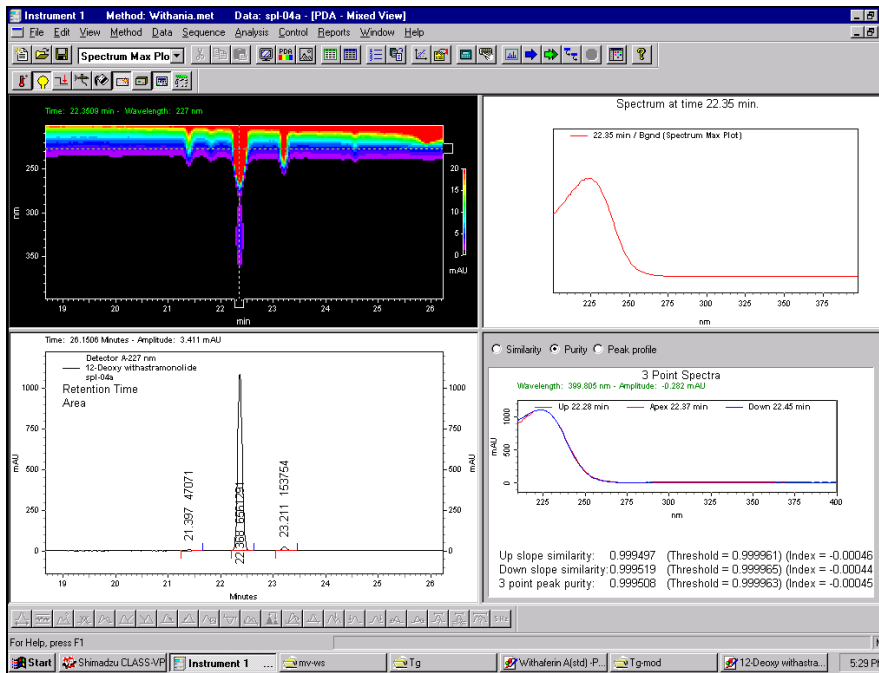 Instrument 1 Method: Withania.met Data: spl-04a - [PDA - Mixed View]
File Edit View Method Data Sequence Analysis Control Reports Window Help
Spectrum Max Plo
PDA
Time: 22.3509 min - Wavelength: 227 nm
250
300
350
nm
19 20 21 22 23 24 25 26
min
20
15
10
5
0
mAU
Spectrum at time 22.35 min.
22.35 min / Bgnd (Spectrum Max Plot)
225 250 275 300 325 350 375
nm
Time: 26.1506 Minutes - Amplitude: 3.411 mAU
Detector A-227 nm
12-Deoxy withastramonolide
spl-04a
Retention Time
Area
1000 1000
750 750
500 500
250 250
0 0
mAU mAU
21.397 47071
22.368 6561291
23.211 153754
19 20 21 22 23 24 25 26
Minutes
Similarity Purity Peak profile
3 Point Spectra
Wavelength: 399.805 nm - Amplitude: -0.282 mAU
Up 22.28 min Apex 22.37 min Down 22.45 min
1000
500
0
mAU
225 250 275 300 325 350 375 400
nm
Up slope similarity: 0.999497 (Threshold = 0.999961) (Index = -0.00046
Down slope similarity: 0.999519 (Threshold = 0.999965) (Index = -0.00044
3 point peak purity: 0.999508 (Threshold = 0.999963) (Index = -0.00045
For Help, press F1
Start Shimadzu CLASS-VP Instrument 1 ... mv-ws Tg Withaferin A(std) -P... Tg-mod 12-Deoxy withastra... 5:29 PM